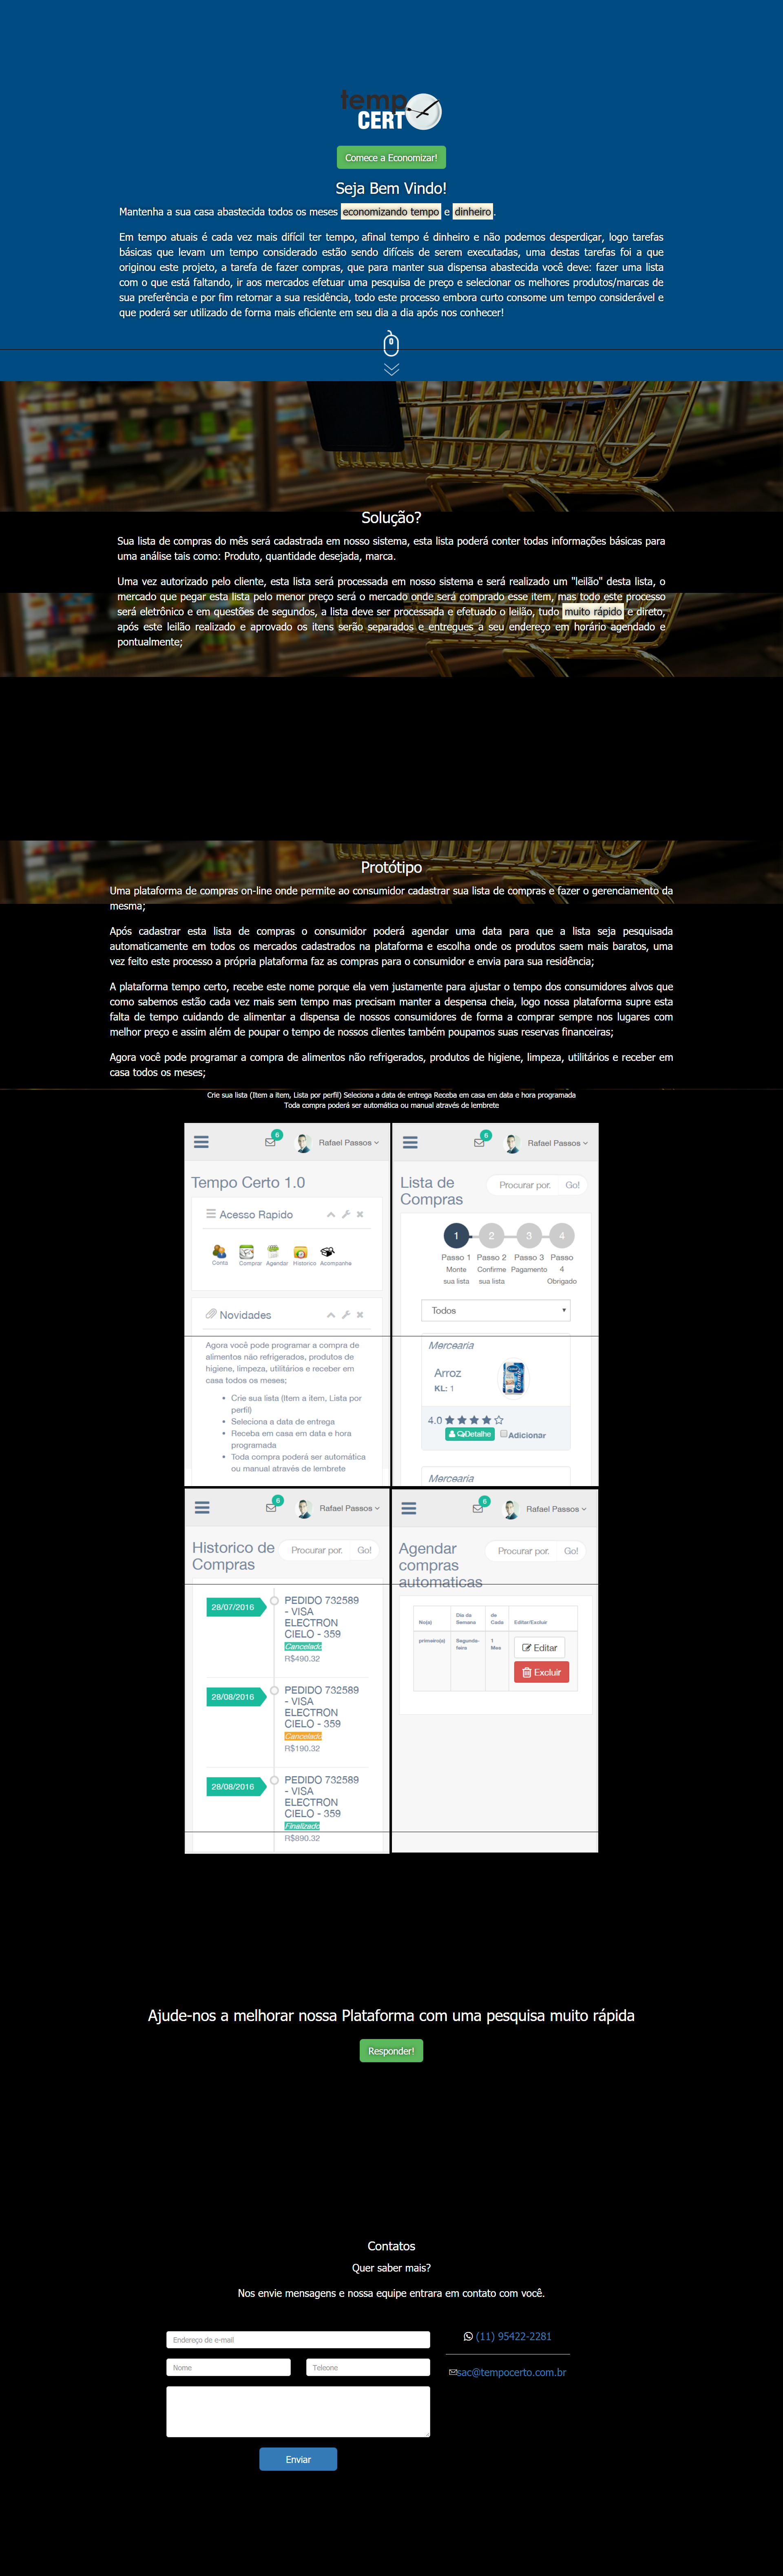 tempo
CERTO
Comece a Economizar!
Seja Bem Vindo!
Mantenha a sua casa abastecida todos os meses economizando tempo e dinheiro.
Em tempo atuais é cada vez mais difícil ter tempo, afinal tempo é dinheiro e não podemos desperdiçar, logo tarefas
básicas que levam um tempo considerado estão sendo difíceis de serem executadas, uma destas tarefas foi a que
originou este projeto, a tarefa de fazer compras, que para manter sua dispensa abastecida você deve: fazer uma lista
com o que está faltando, ir aos mercados efetuar uma pesquisa de preço e selecionar os melhores produtos/marcas de
sua preferência e por fim retornar a sua residência, todo este processo embora curto consome um tempo considerável e
que poderá ser utilizado de forma mais eficiente em seu dia a dia após nos conhecer!
Solução?
Sua lista de compras do mês será cadastrada em nosso sistema, esta lista poderá conter todas informações básicas para
uma análise tais como: Produto, quantidade desejada, marca.
Uma vez autorizado pelo cliente, esta lista será processada em nosso sistema e será realizado um "leilão" desta lista, o
mercado que pegar esta lista pelo menor preço será o mercado onde será comprado esse item, mas todo este processo
será eletrônico e em questões de segundos, a lista deve ser processada e efetuado o leilão, tudo muito rápido e direto,
após este leilão realizado e aprovado os itens serão separados e entregues a seu endereço em horário agendado e
pontualmente;
Protótipo
Uma plataforma de compras on-line onde permite ao consumidor cadastrar sua lista de compras e fazer o gerenciamento da
mesma;
Após cadastrar esta lista de compras o consumidor poderá agendar uma data para que a lista seja pesquisada
automaticamente em todos os mercados cadastrados na plataforma e escolha onde os produtos saem mais baratos, uma
vez feito este processo a própria plataforma faz as compras para o consumidor e envia para sua residência;
A plataforma tempo certo, recebe este nome porque ela vem justamente para ajustar o tempo dos consumidores alvos que
como sabemos estão cada vez mais sem tempo mas precisam manter a despensa cheia, logo nossa plataforma supre esta
falta de tempo cuidando de alimentar a dispensa de nossos consumidores de forma a comprar sempre nos lugares com
melhor preço e assim além de poupar o tempo de nossos clientes também poupamos suas reservas financeiras;
Agora você pode programar a compra de alimentos não refrigerados, produtos de higiene, limpeza, utilitários e receber em
casa todos os meses;
Crie sua lista (Item a item, Lista por perfil) Seleciona a data de entrega Receba em casa em data e hora programada
Toda compra poderá ser automática ou manual através de lembrete
6
Rafael Passos
Tempo Certo 1.0
Acesso Rapido
Conta Comprar Agendar Historico Acompanhe
Novidades
Agora você pode programar a compra de
alimentos não refrigerados, produtos de
higiene, limpeza, utilitários e receber em
casa todos os meses;
• Crie sua lista (Item a item, Lista por
perfil)
• Seleciona a data de entrega
• Receba em casa em data e hora
programada
• Toda compra poderá ser automática
ou manual através de lembrete
6
Rafael Passos
Lista de
Compras
Procurar por. Go!
1 2 3 4
Passo 1 Passo 2 Passo 3 Passo
Monte Confirme Pagamento 4
sua lista sua lista Obrigado
Todos
Mercearia
Arroz
KL: 1
4.0
Detalhe Adicionar
Mercearia
6
Rafael Passos
Historico de
Compras
Procurar por. Go!
28/07/2016
PEDIDO 732589
- VISA
ELECTRON
CIELO - 359
Cancelado
R$490.32
28/08/2016
PEDIDO 732589
- VISA
ELECTRON
CIELO - 359
Cancelado
R$190.32
28/08/2016
PEDIDO 732589
- VISA
ELECTRON
CIELO - 359
Finalizado
R$890.32
6
Rafael Passos
Agendar
compras
automaticas
Procurar por. Go!
No(a) Dia da Semana de Cada Editar/Excluir
primeiro(a) Segunda-feira 1 Mes
Editar
Excluir
Ajude-nos a melhorar nossa Plataforma com uma pesquisa muito rápida
Responder!
Contatos
Quer saber mais?
Nos envie mensagens e nossa equipe entrara em contato com você.
Endereço de e-mail
Nome
Teleone
Enviar
(11) 95422-2281
sac@tempocerto.com.br